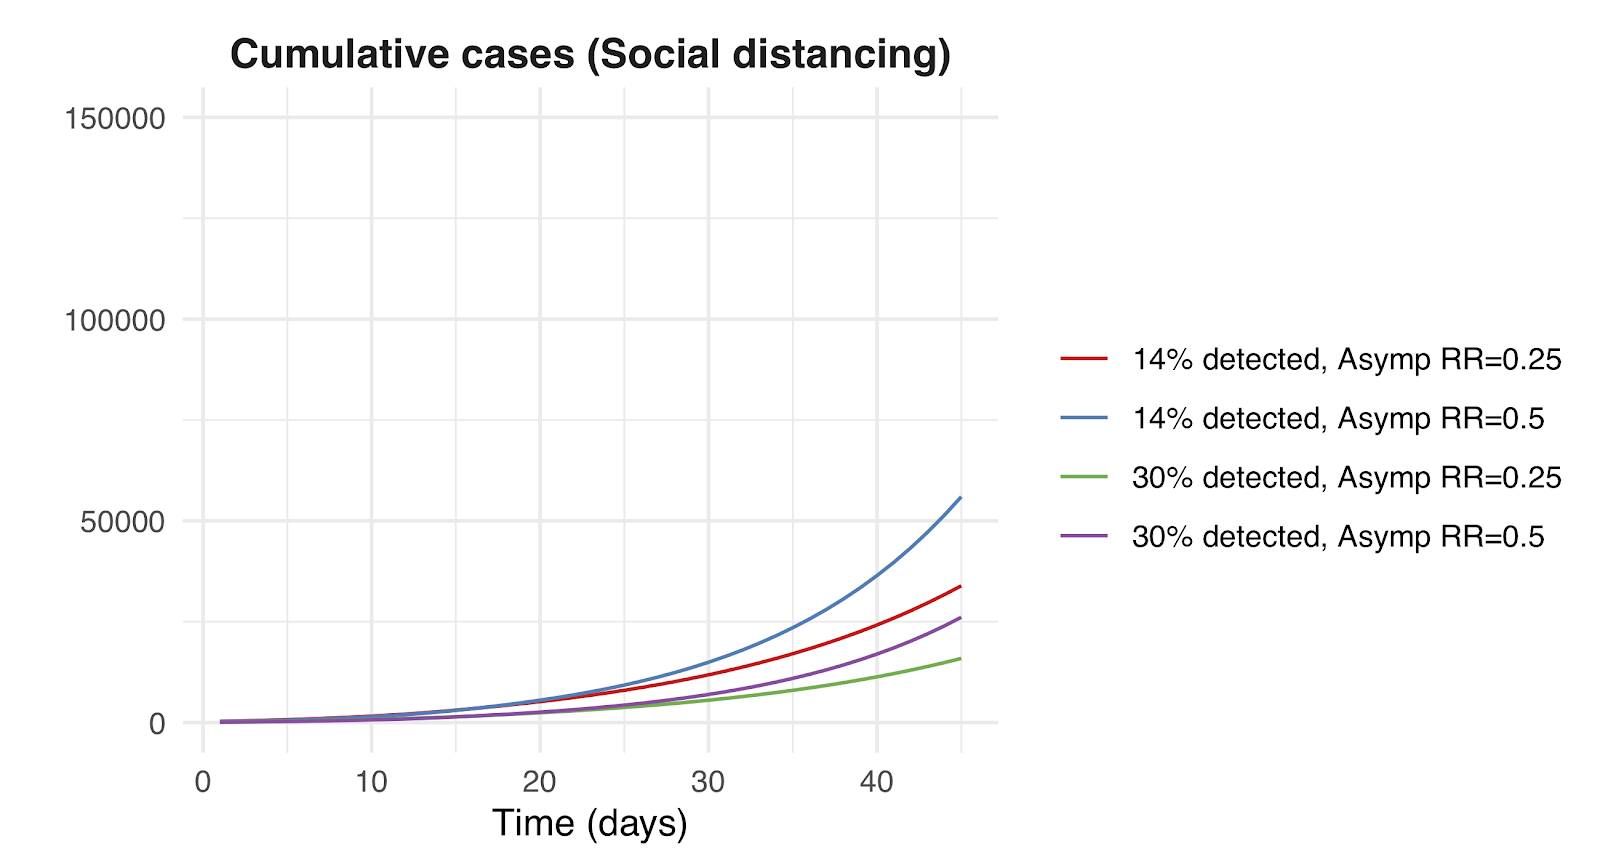 Cumulative cases (Social distancing)
150000
100000
50000
0
0 10 20 30 40
Time (days)
14% detected, Asymp RR=0.25
14% detected, Asymp RR=0.5
30% detected, Asymp RR=0.25
30% detected, Asymp RR=0.5